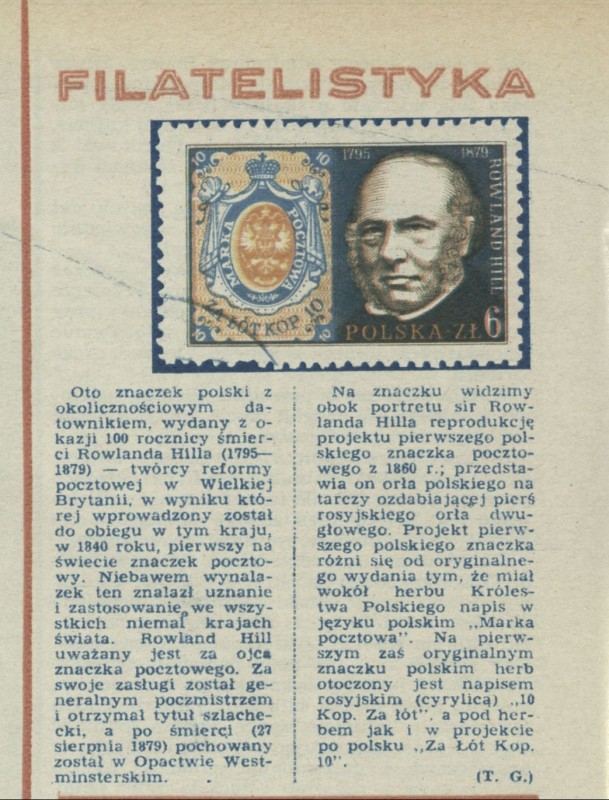 FILATELISTYKA
10
10
1795
1879
ROWLAND HILL
MARKA POCZTOWA
ZA ŁÓT KOP. 10
10
10
POLSKA-ZŁ 6
Oto znaczek polski z
okolicznościowym da-
townikiem, wydany z o-
kazji 100 rocznicy śmier-
ci Rowlanda Hilla (1795—
1879) — twórcy reformy
pocztowej w Wielkiej
Brytanii, w wyniku któ-
rej wprowadzony został
do obiegu w tym kraju,
w 1840 roku, pierwszy na
świecie znaczek poczto-
wy. Niebawem wynala-
zek ten znalazł uznanie
i zastosowanie we wszy-
stkich niemal krajach
świata. Rowland Hill
uważany jest za ojca
znaczka pocztowego. Za
swoje zasługi został ge-
neralnym poczmistrzem
i otrzymał tytuł szlache-
cki, a po śmierci (27
sierpnia 1879) pochowany
został w Opactwie West-
minsterskim.
Na znaczku widzimy
obok portretu sir Row-
landa Hilla reprodukcję
projektu pierwszego pol-
skiego znaczka poczto-
wego z 1860 r.; przedsta-
wia on orła polskiego na
tarczy ozdabiającej pierś
rosyjskiego orła dwu-
głowego. Projekt pierw-
szego polskiego znaczka
różni się od oryginalne-
go wydania tym, że miał
wokół herbu Króles-
twa Polskiego napis w
języku polskim „Marka
pocztowa". Na pierw-
szym zaś oryginalnym
znaczku polskim herb
otoczony jest napisem
rosyjskim (cyrylicą) „10
Kop. Za łót", a pod her-
bem jak i w projekcie
po polsku „Za Łót Kop.
10".
(T. G.)